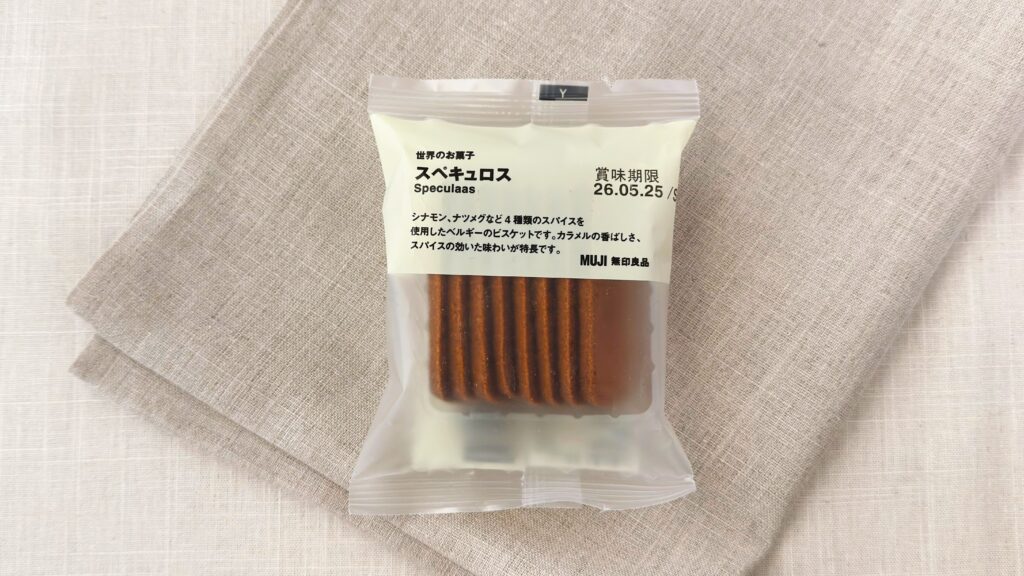 Y
世界のお菓子
スペキュロス
Speculaas
賞味期限
26.05.25 /S
シナモン、ナツメグなど4種類のスパイスを
使用したベルギーのビスケットです。カラメルの香ばしさ、
スパイスの効いた味わいが特長です。
MUJI 無印良品